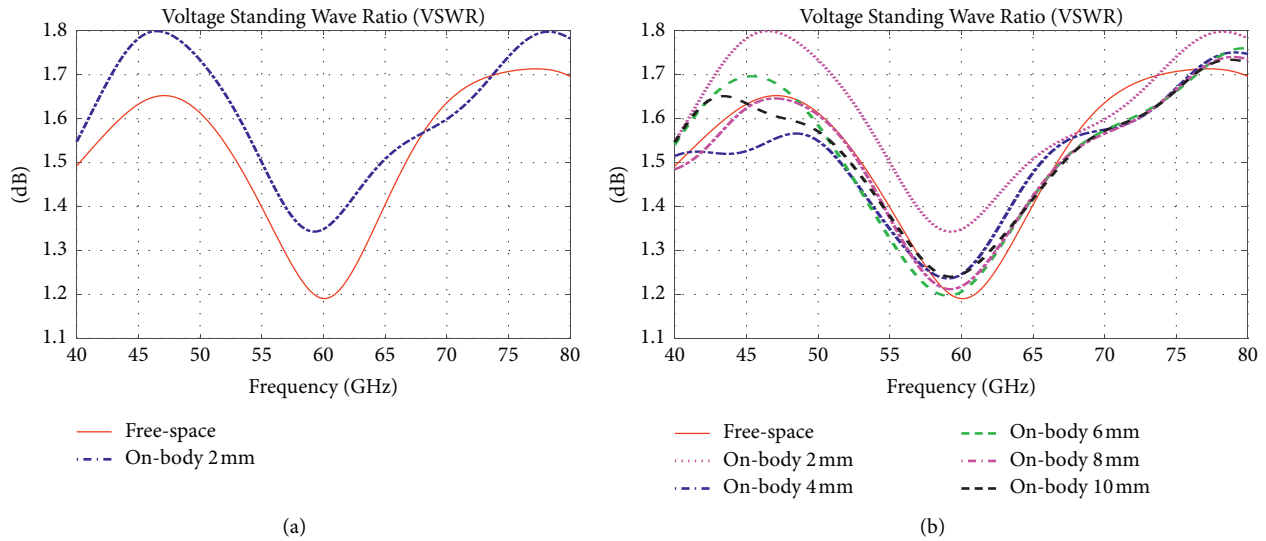 Voltage Standing Wave Ratio (VSWR)
1.8
1.7
1.6
1.5
1.4
1.3
1.2
1.1
(dB)
40 45 50 55 60 65 70 75 80
Frequency (GHz)
Free-space
On-body 2 mm
(a)
Voltage Standing Wave Ratio (VSWR)
1.8
1.7
1.6
1.5
1.4
1.3
1.2
1.1
(dB)
40 45 50 55 60 65 70 75 80
Frequency (GHz)
Free-space
On-body 2 mm
On-body 4 mm
On-body 6 mm
On-body 8 mm
On-body 10 mm
(b)